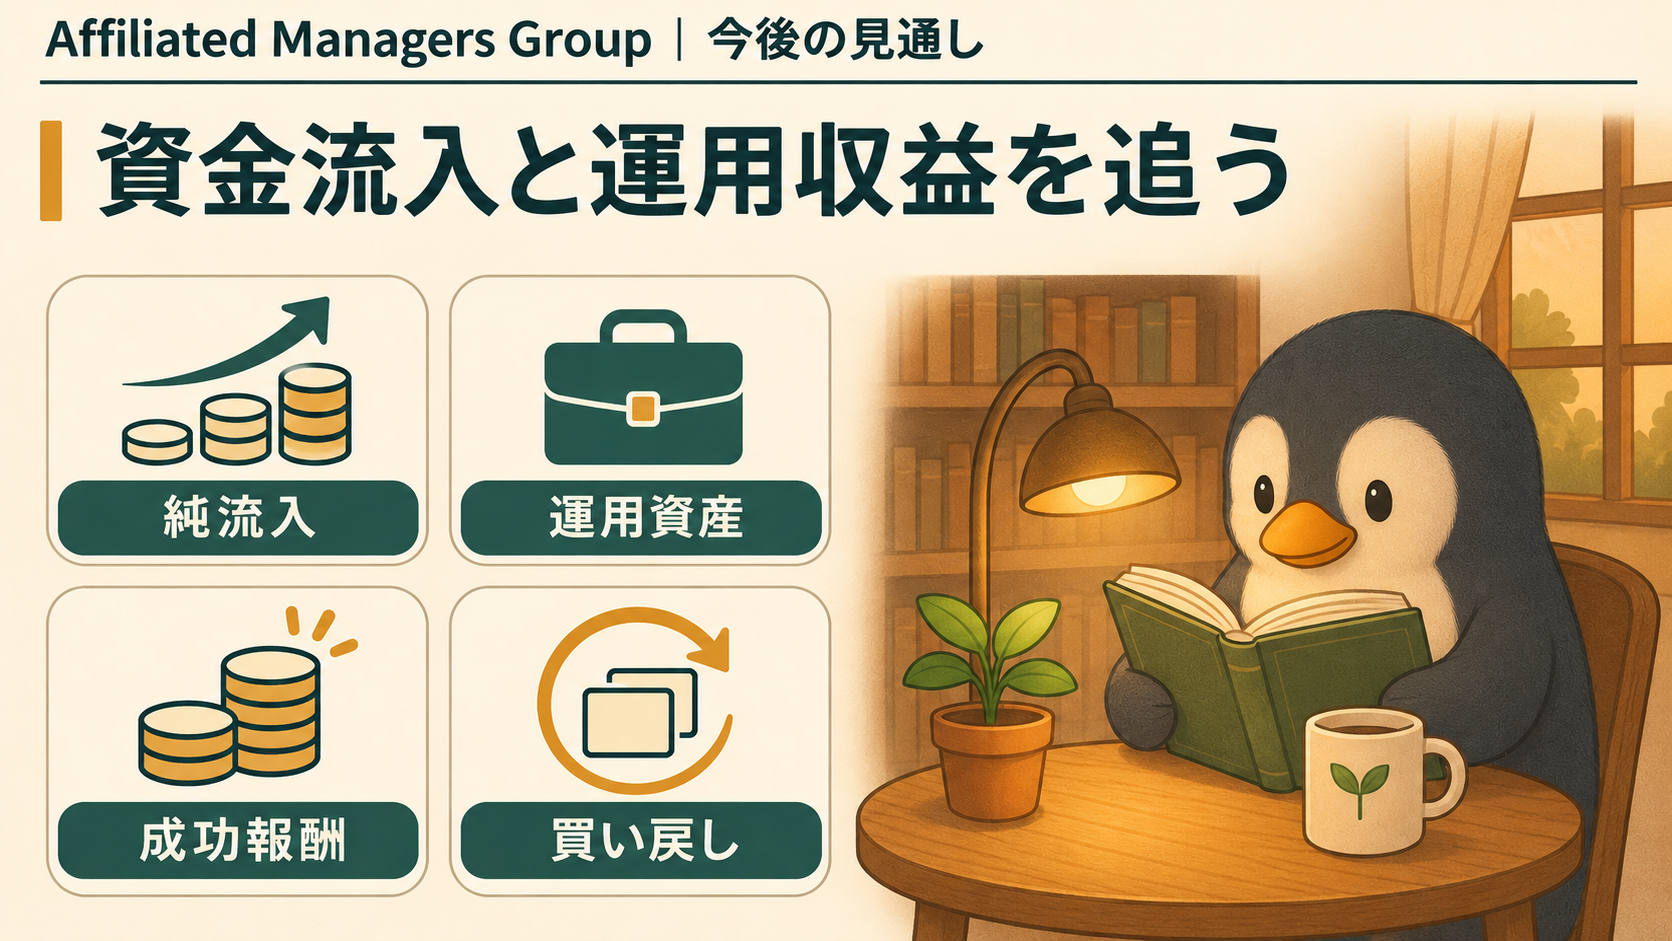 Affiliated Managers Group｜今後の見通し
資金流入と運用収益を追う
純流入
運用資産
成功報酬
買い戻し